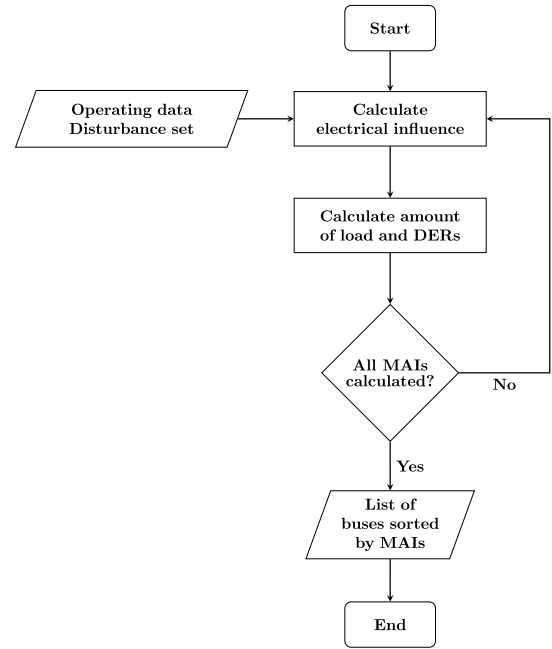 Start
Operating data
Disturbance set
Calculate
electrical influence
Calculate amount
of load and DERs
All MAIs
calculated?
No
Yes
List of
buses sorted
by MAIs
End